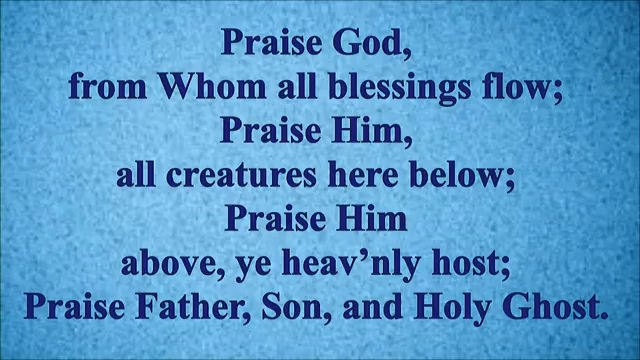 Praise God,
from Whom all blessings flow;
Praise Him,
all creatures here below;
Praise Him
above, ye heav’nly host;
Praise Father, Son, and Holy Ghost.